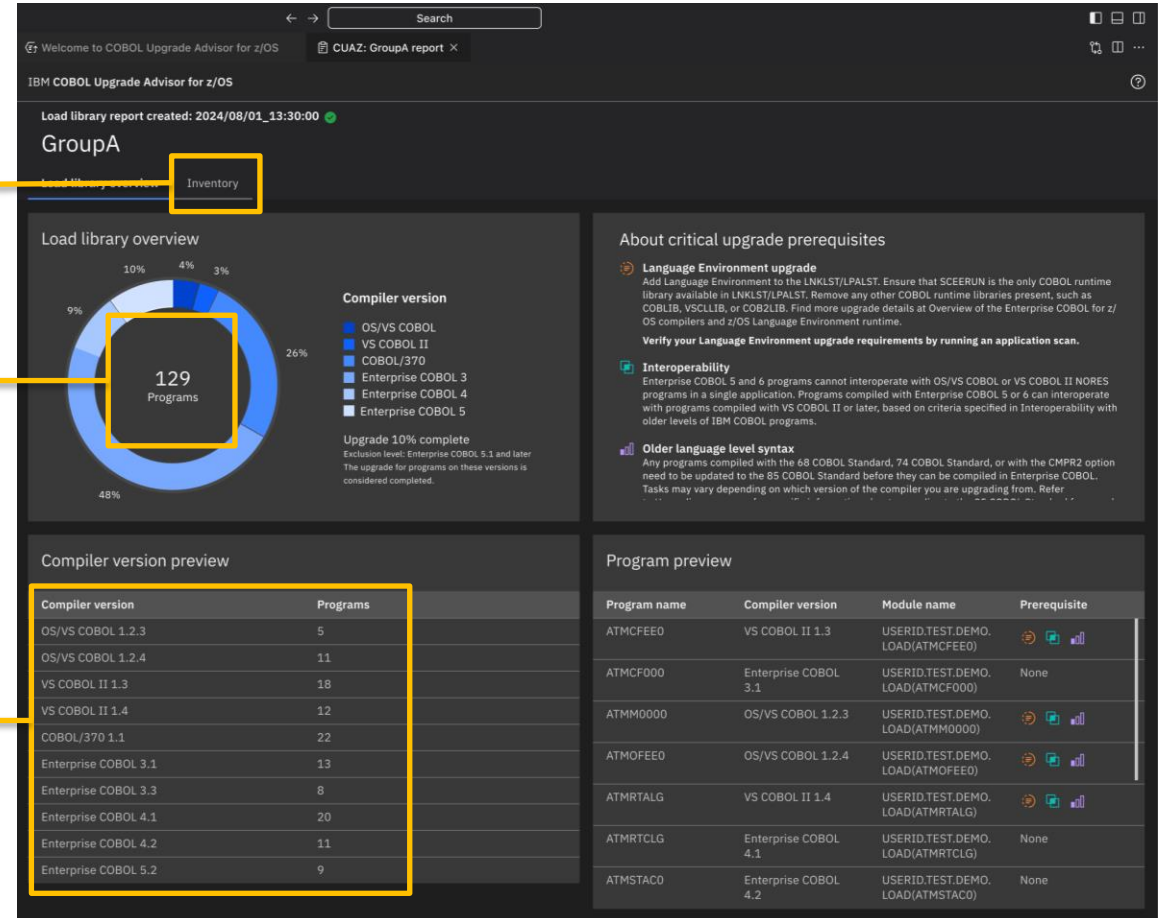 Search
Welcome to COBOL Upgrade Advisor for z/OS
CUAZ: GroupA report
IBM COBOL Upgrade Advisor for z/OS
Load library report created: 2024/08/01_13:30:00
GroupA
Load library overview Inventory
Load library overview
10% 4% 3%
9%
26%
48%
129
Programs
Compiler version
OS/VS COBOL
VS COBOL II
COBOL/370
Enterprise COBOL 3
Enterprise COBOL 4
Enterprise COBOL 5
Upgrade 10% complete
Exclusion level: Enterprise COBOL 5.1 and later
The upgrade for programs on these versions is
considered completed.
About critical upgrade prerequisites
Language Environment upgrade
Add Language Environment to the LNKLST/LPALST. Ensure that SCEERUN is the only COBOL runtime
library available in LNKLST/LPALST. Remove any other COBOL runtime libraries present, such as
COBLIB, VSCLLIB, or COB2LIB. Find more upgrade details at Overview of the Enterprise COBOL for z/
OS compilers and z/OS Language Environment runtime.
Verify your Language Environment upgrade requirements by running an application scan.
Interoperability
Enterprise COBOL 5 and 6 programs cannot interoperate with OS/VS COBOL or VS COBOL II NORES
programs in a single application. Programs compiled with Enterprise COBOL 5 or 6 can interoperate
with programs compiled with VS COBOL II or later, based on criteria specified in Interoperability with
older levels of IBM COBOL programs.
Older language level syntax
Any programs compiled with the 68 COBOL Standard, 74 COBOL Standard, or with the CMPR2 option
need to be updated to the 85 COBOL Standard before they can be compiled in Enterprise COBOL.
Tasks may vary depending on which version of the compiler you are upgrading from. Refer
Compiler version preview
Compiler version Programs
OS/VS COBOL 1.2.3 5
OS/VS COBOL 1.2.4 11
VS COBOL II 1.3 18
VS COBOL II 1.4 12
COBOL/370 1.1 22
Enterprise COBOL 3.1 13
Enterprise COBOL 3.3 8
Enterprise COBOL 4.1 20
Enterprise COBOL 4.2 11
Enterprise COBOL 5.2 9
Program preview
Program name Compiler version Module name Prerequisite
ATMCFEE0 VS COBOL II 1.3 USERID.TEST.DEMO.
LOAD(ATMCFEE0)
ATMCF000 Enterprise COBOL USERID.TEST.DEMO. None
3.1 LOAD(ATMCF000)
ATMM0000 OS/VS COBOL 1.2.3 USERID.TEST.DEMO.
LOAD(ATMM0000)
ATMOFEE0 OS/VS COBOL 1.2.4 USERID.TEST.DEMO.
LOAD(ATMOFEE0)
ATMRTALG VS COBOL II 1.4 USERID.TEST.DEMO.
LOAD(ATMRTALG)
ATMRTCLG Enterprise COBOL USERID.TEST.DEMO. None
4.1 LOAD(ATMRTCLG)
ATMSTAC0 Enterprise COBOL USERID.TEST.DEMO. None
4.2 LOAD(ATMSTAC0)